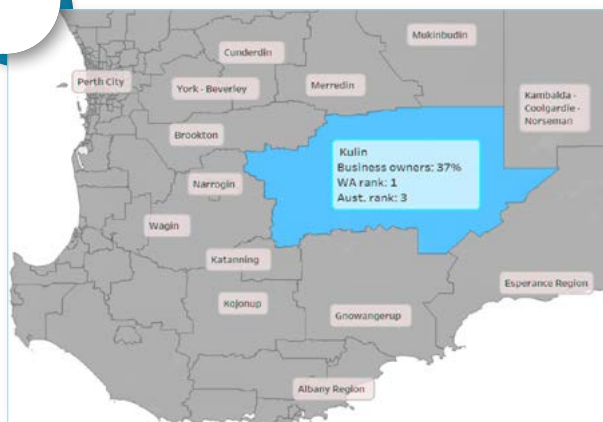 Mukinbudin
Cunderdin
Perth City
York - Beverley
Merredin
Kambalda -
Coolgardie -
Norseman
Brookton
Kulin
Business owners: 37%
WA rank: 1
Aust. rank: 3
Narrogin
Wagin
Katanning
Esperance Region
Kojonup
Gnowangerup
Albany Region